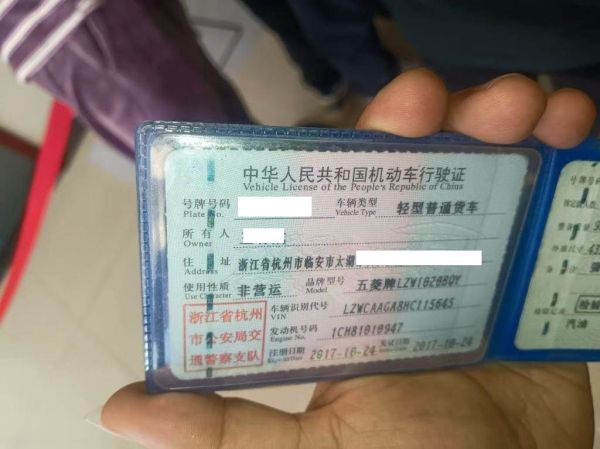 中华人民共和国机动车行驶证
Vehicle License of the People's Republic of China
号牌号码 车辆类型 轻型普通货车
Plate No. Vehicle Type
所有人
Owner
住址 浙江省杭州市临安市太湖
Address
使用性质 非营运 品牌型号 五菱牌LZW1028BQY
Use Character Model
车辆识别代号 LZWCAAGA8HC115645
VIN
发动机号码 1CH81010947
Engine No.
注册日期 2017-10-24 发证日期 2017-10-24
Register Date Issue Date
浙江省杭州
市公安局交
通警察支队
号牌号码
汽油